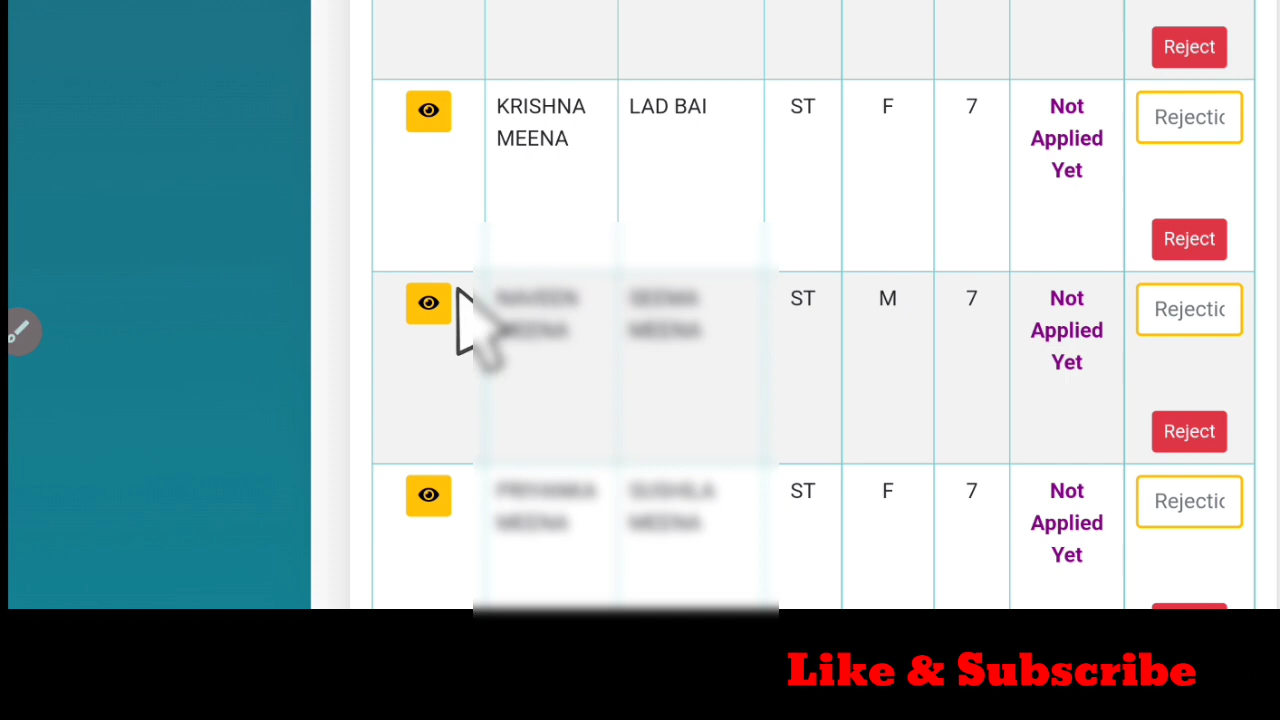 Reject
KRISHNA MEENA LAD BAI ST F 7 Not Applied Yet Rejectic
Reject
ST M 7 Not Applied Yet Rejectic
Reject
ST F 7 Not Applied Yet Rejectic
Like & Subscribe